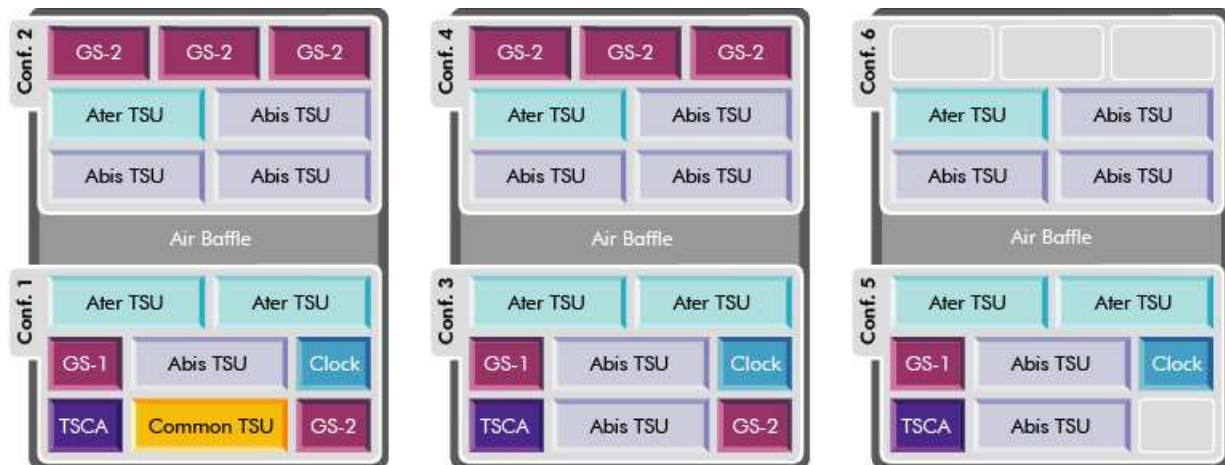 Conf. 2
GS-2 GS-2 GS-2
Ater TSU Abis TSU
Abis TSU Abis TSU
Air Baffle
Conf. 1
Ater TSU Ater TSU
GS-1 Abis TSU Clock
TSCA Common TSU GS-2
Conf. 4
GS-2 GS-2 GS-2
Ater TSU Abis TSU
Abis TSU Abis TSU
Air Baffle
Conf. 3
Ater TSU Ater TSU
GS-1 Abis TSU Clock
TSCA Abis TSU GS-2
Conf. 6
Ater TSU Abis TSU
Abis TSU Abis TSU
Air Baffle
Conf. 5
Ater TSU Ater TSU
GS-1 Abis TSU Clock
TSCA Abis TSU